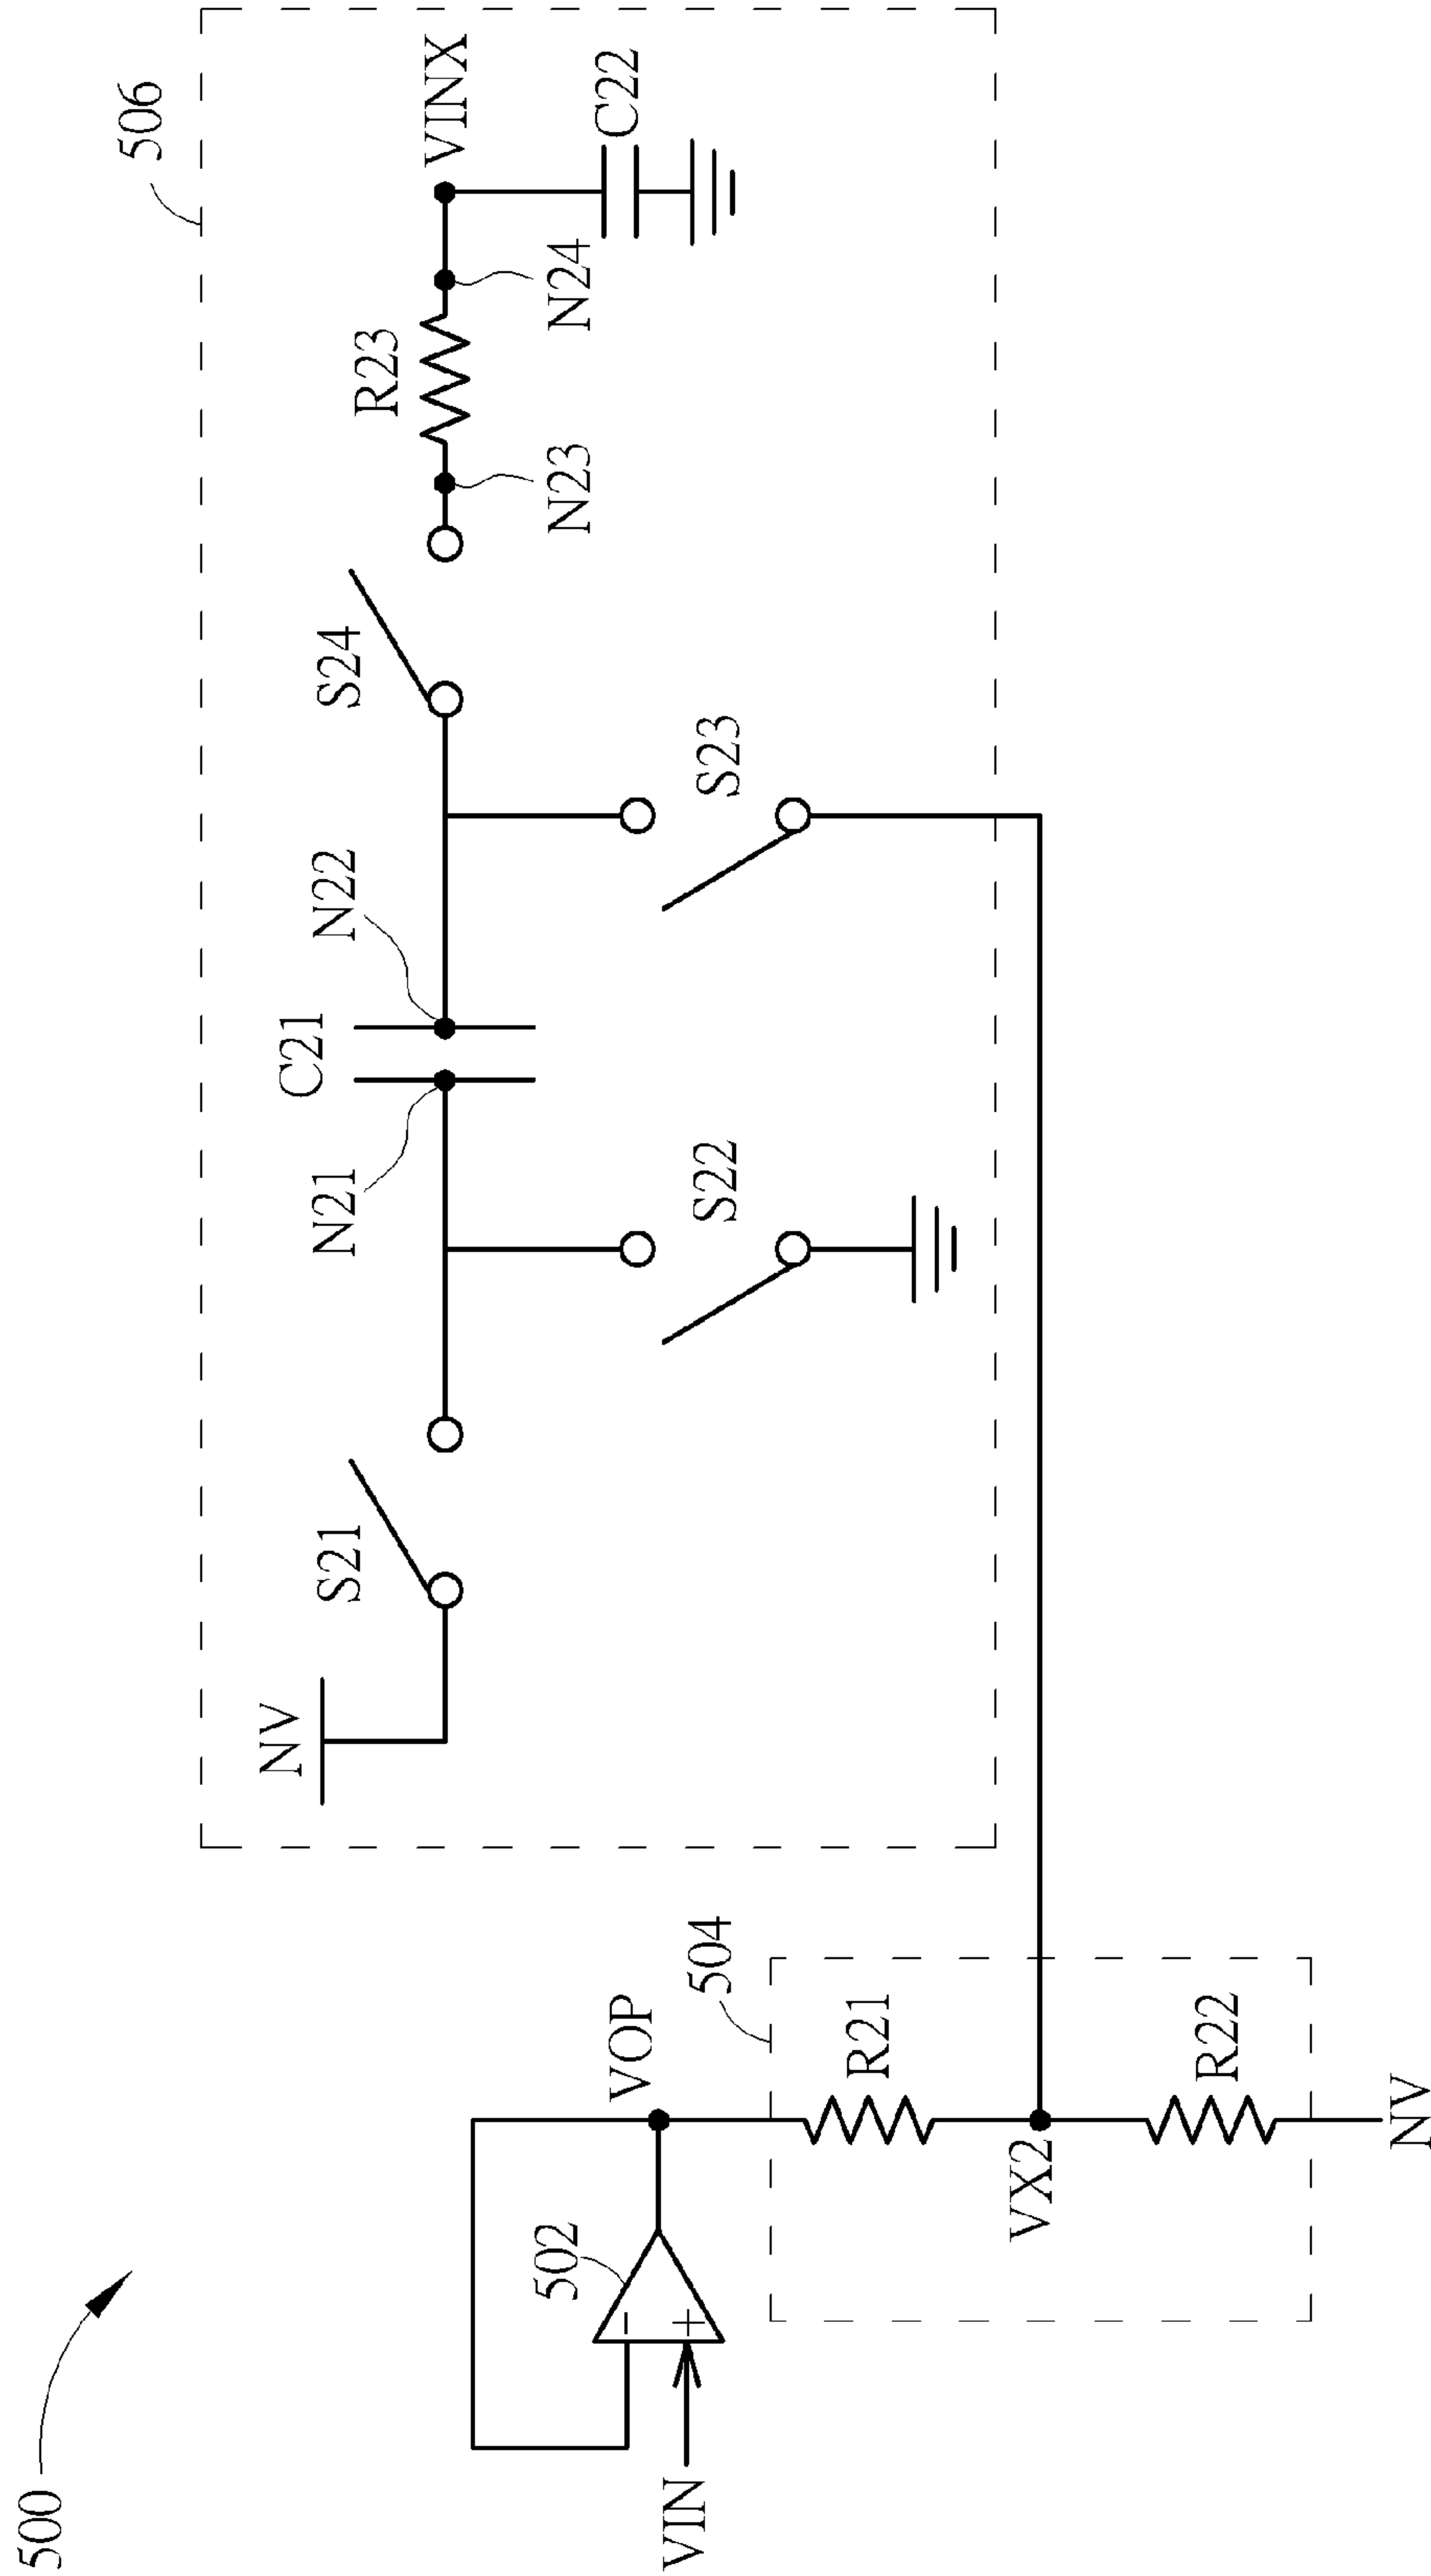 500
506
NV
S21
N21
C21
N22
S24
R23
VINX
S22
S23
N23
N24
C22
502
-
+
VIN
VOP
504
R21
VX2
R22
NV